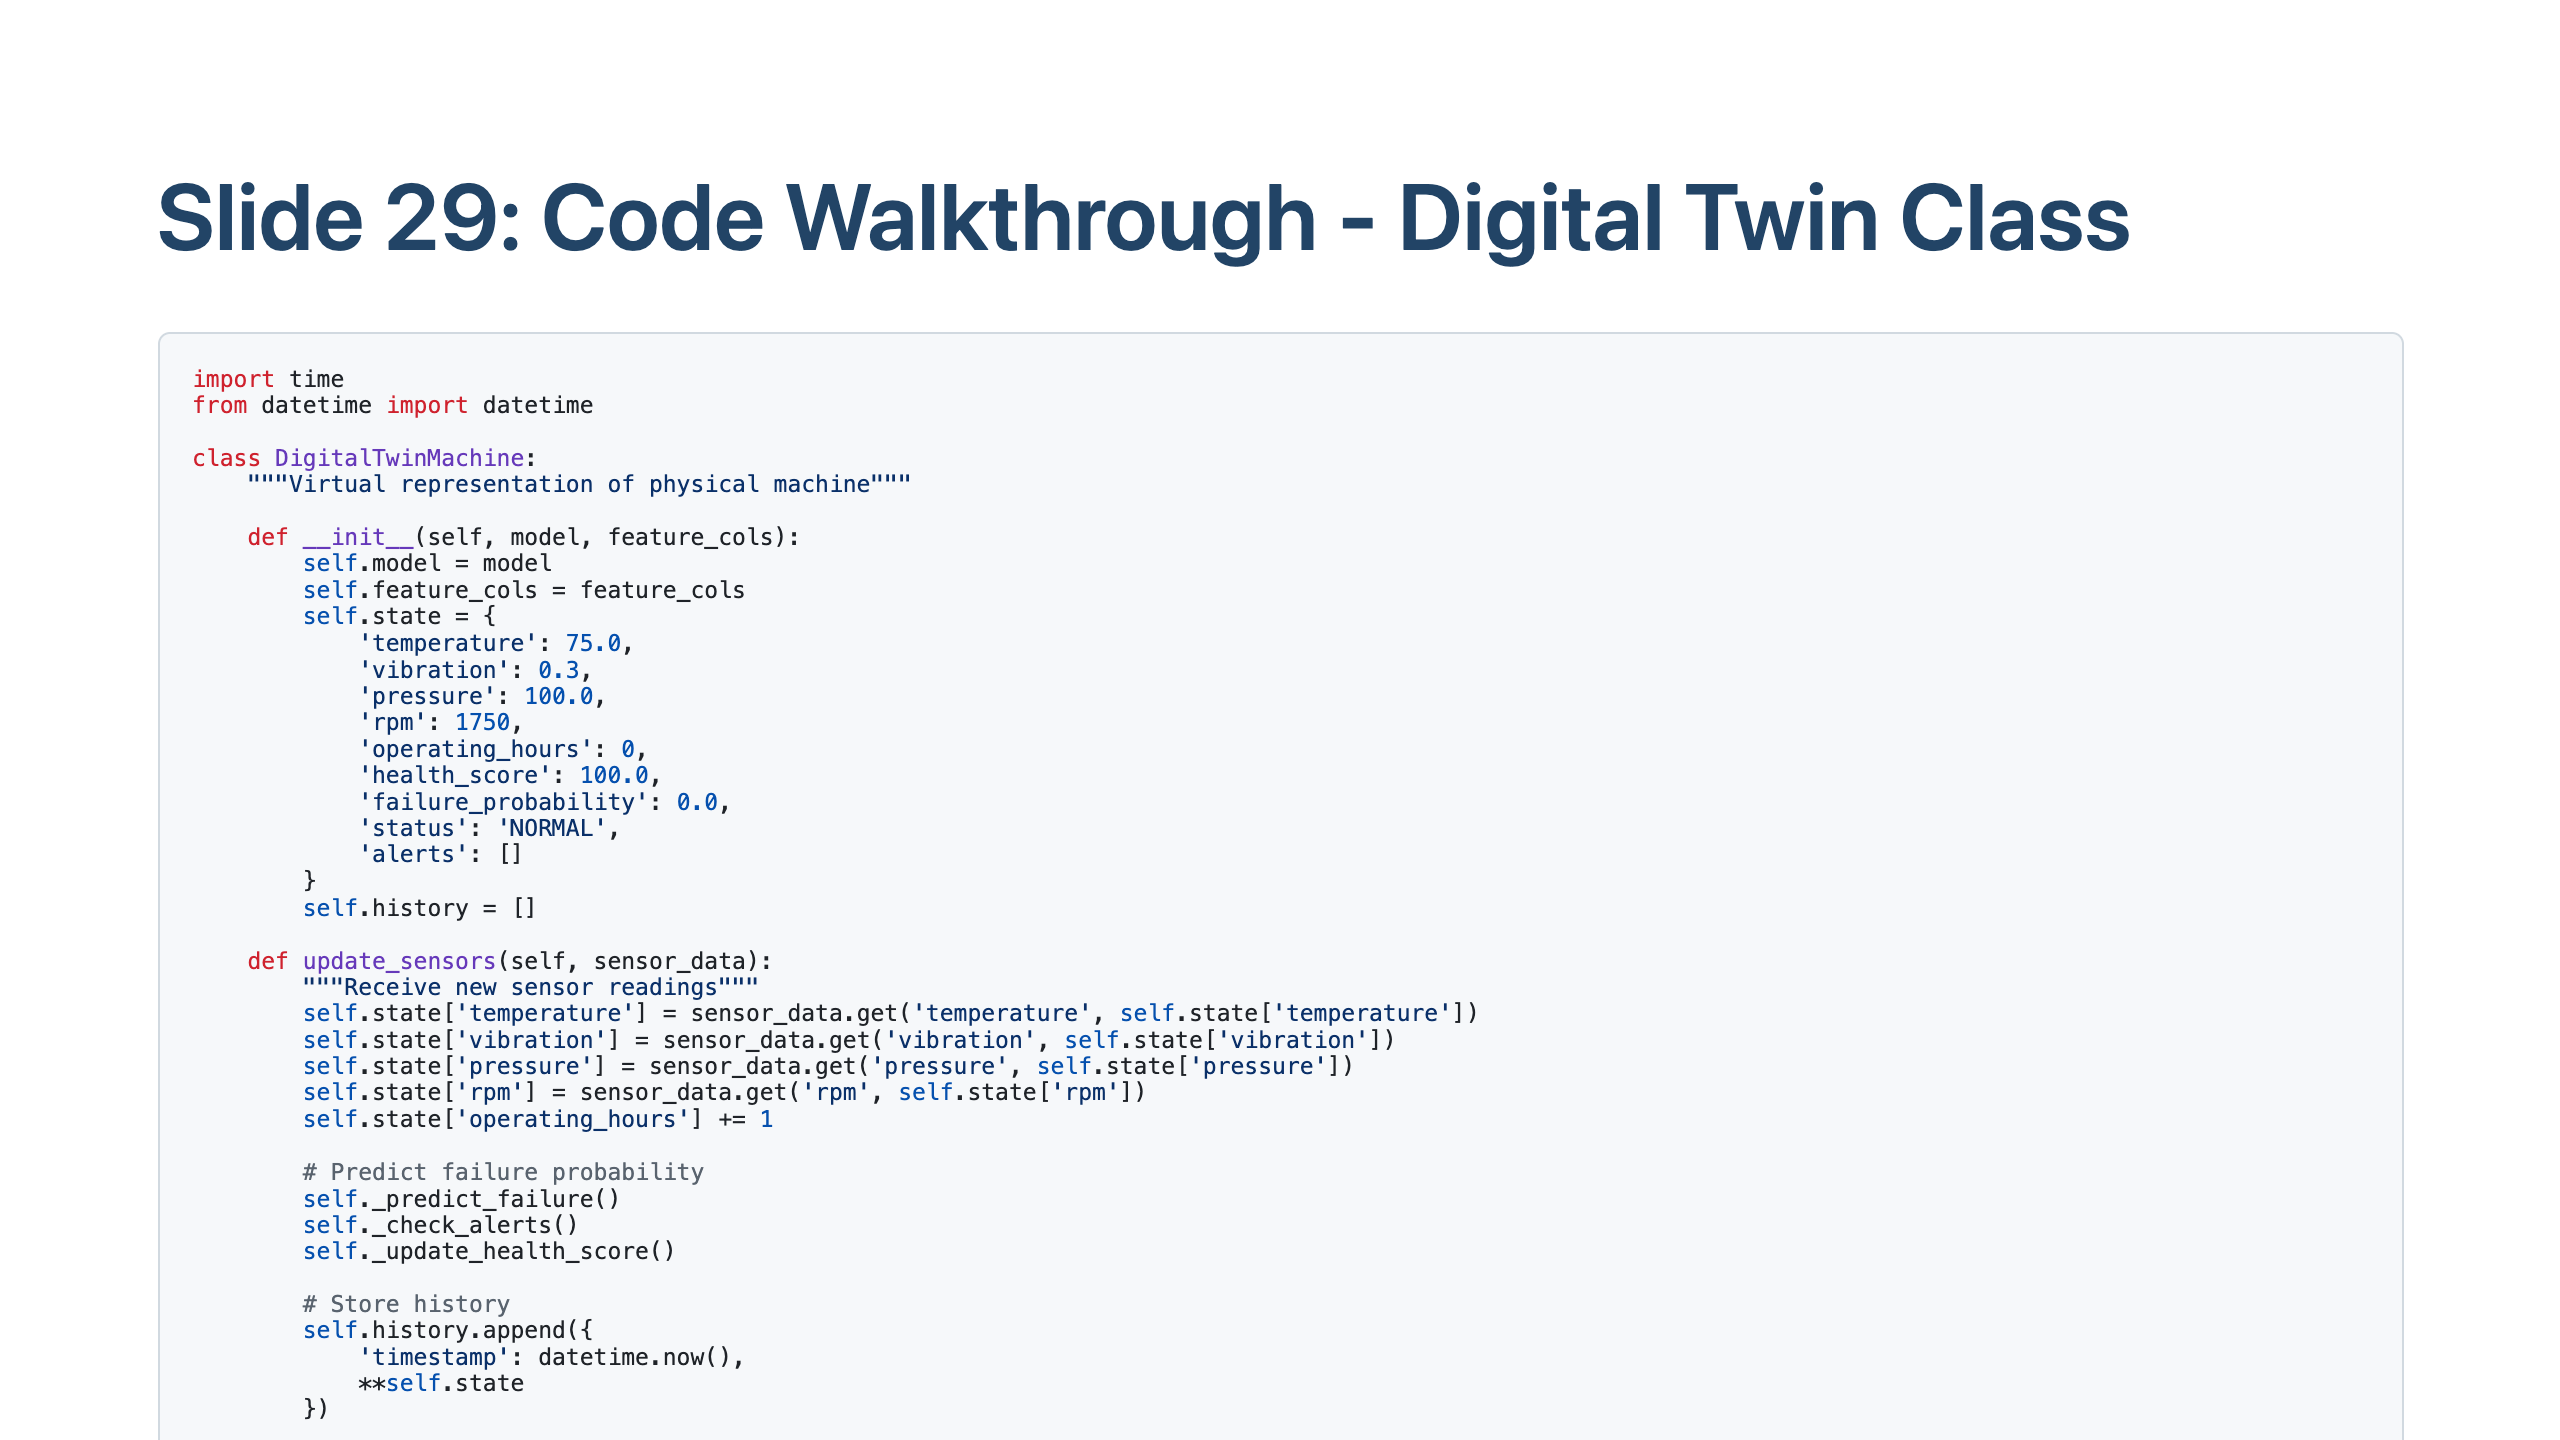 Slide 29: Code Walkthrough - Digital Twin Class
import time
from datetime import datetime
class DigitalTwinMachine:
    """Virtual representation of physical machine"""
    def __init__(self, model, feature_cols):
        self.model = model
        self.feature_cols = feature_cols
        self.state = {
            'temperature': 75.0,
            'vibration': 0.3,
            'pressure': 100.0,
            'rpm': 1750,
            'operating_hours': 0,
            'health_score': 100.0,
            'failure_probability': 0.0,
            'status': 'NORMAL',
            'alerts': []
        }
        self.history = []
    def update_sensors(self, sensor_data):
        """Receive new sensor readings"""
        self.state['temperature'] = sensor_data.get('temperature', self.state['temperature'])
        self.state['vibration'] = sensor_data.get('vibration', self.state['vibration'])
        self.state['pressure'] = sensor_data.get('pressure', self.state['pressure'])
        self.state['rpm'] = sensor_data.get('rpm', self.state['rpm'])
        self.state['operating_hours'] += 1
        # Predict failure probability
        self._predict_failure()
        self._check_alerts()
        self._update_health_score()
        # Store history
        self.history.append({
            'timestamp': datetime.now(),
            **self.state
        })